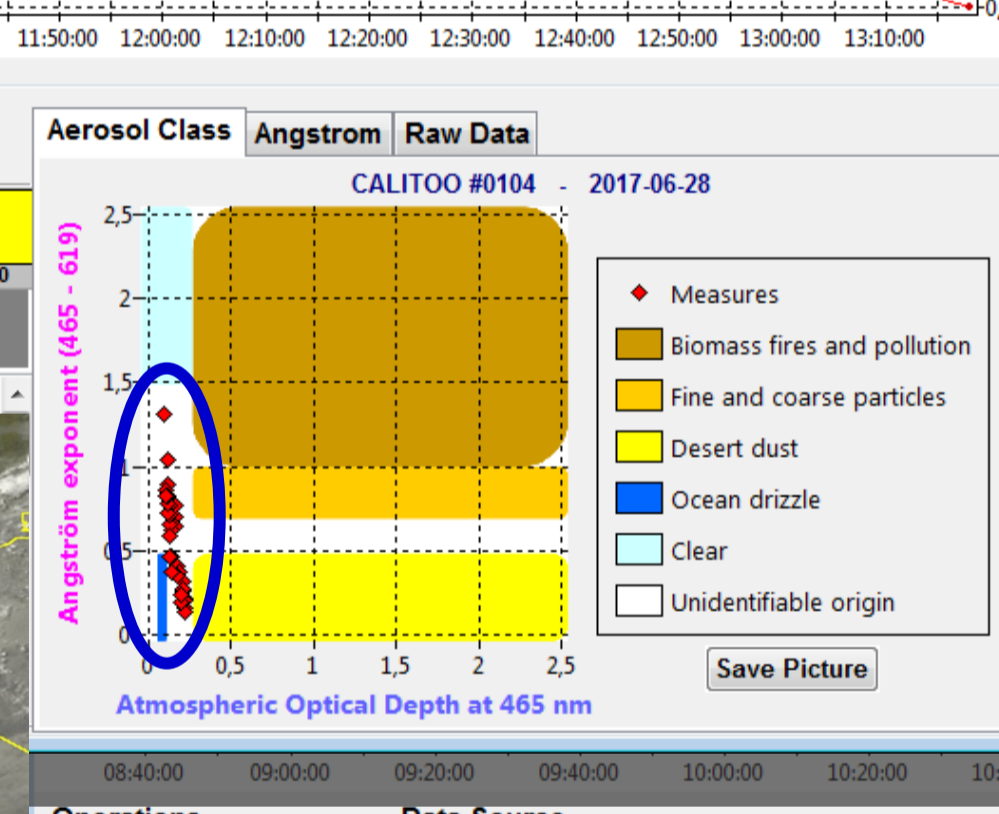 -0,
11:50:00 12:00:00 12:10:00 12:20:00 12:30:00 12:40:00 12:50:00 13:00:00 13:10:00
Aerosol Class Angstrom Raw Data
CALITOO #0104 - 2017-06-28
Angström exponent (465 - 619)
2,5
2
1,5
1
0,5
0
0 0,5 1 1,5 2 2,5
Atmospheric Optical Depth at 465 nm
Measures
Biomass fires and pollution
Fine and coarse particles
Desert dust
Ocean drizzle
Clear
Unidentifiable origin
Save Picture
0
08:40:00 09:00:00 09:20:00 09:40:00 10:00:00 10:20:00 10:
Operations Data Source